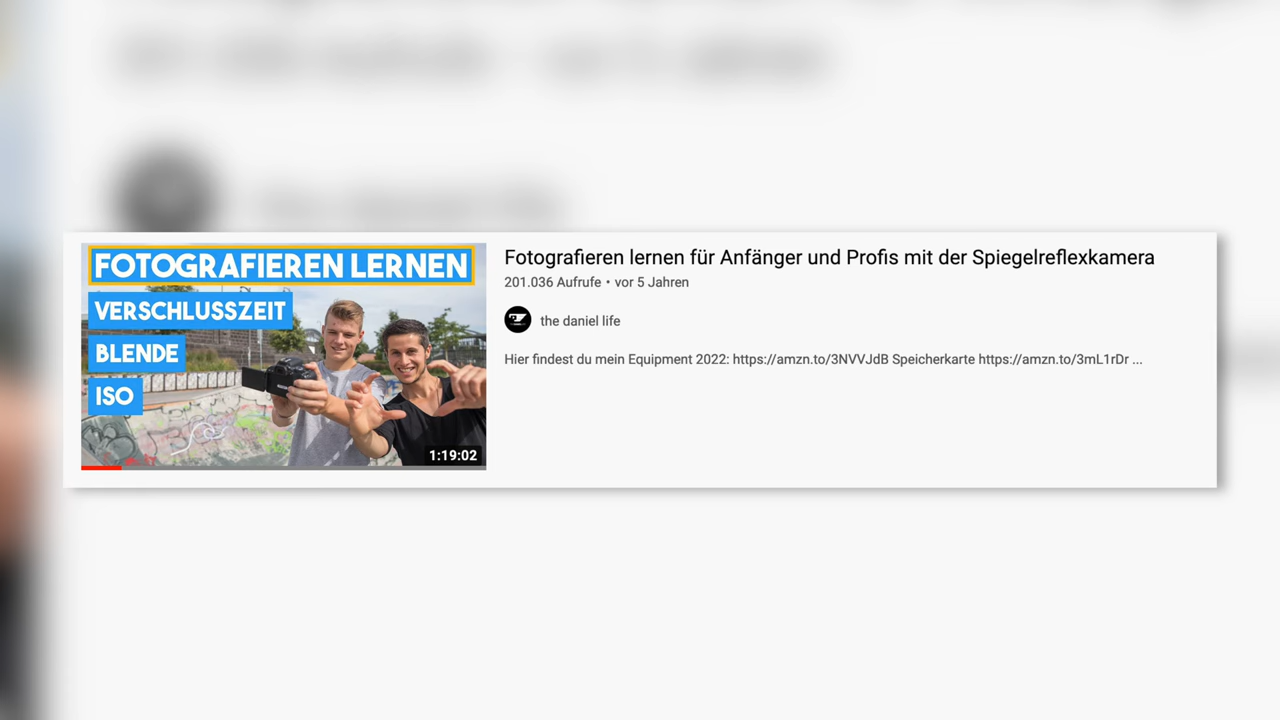 FOTOGRAFIEREN LERNEN
VERSCHLUSSZEIT
BLENDE
ISO
1:19:02
Fotografieren lernen für Anfänger und Profis mit der Spiegelreflexkamera
201.036 Aufrufe • vor 5 Jahren
the daniel life
Hier findest du mein Equipment 2022: https://amzn.to/3NVVJdB Speicherkarte https://amzn.to/3mL1rDr ...